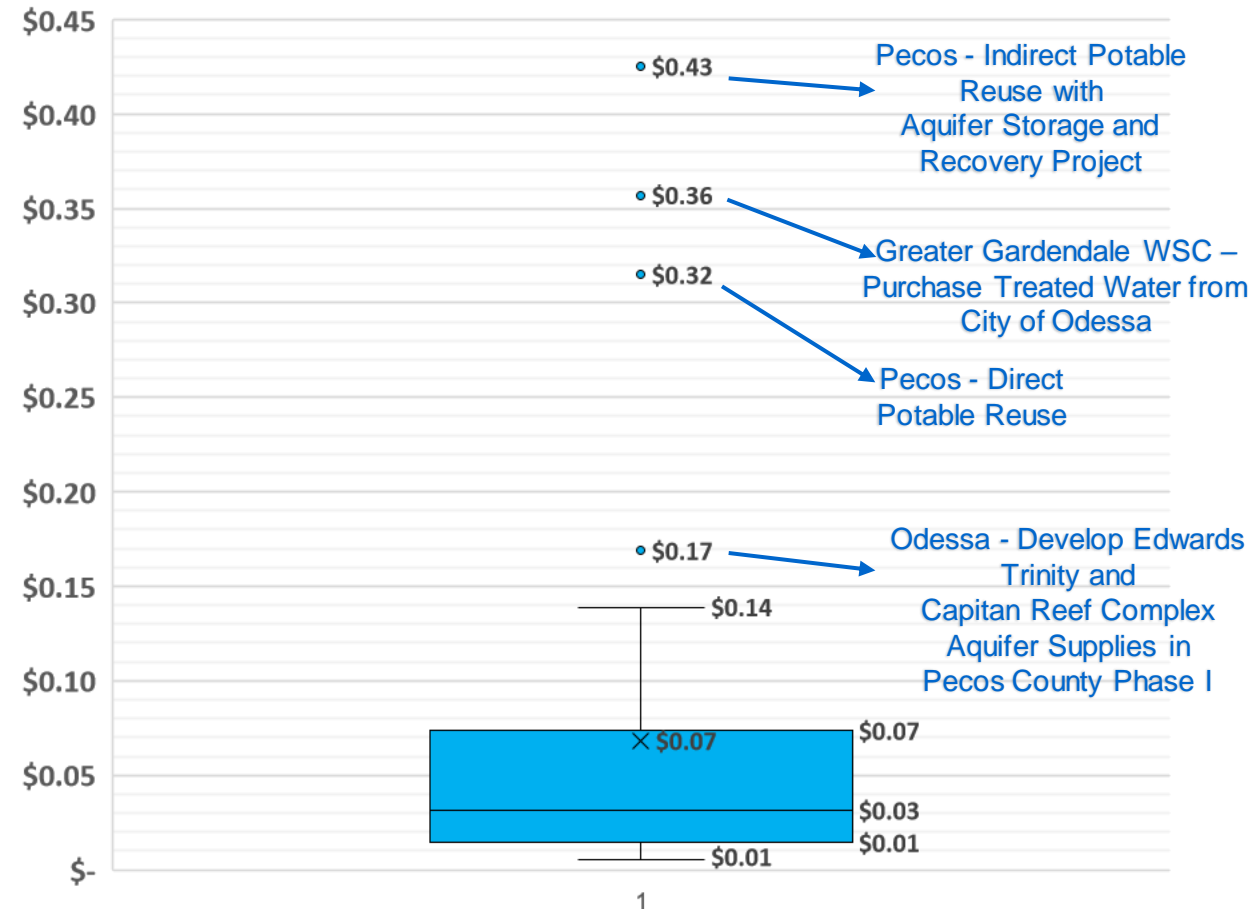 $0.45
$0.40
$0.35
$0.30
$0.25
$0.20
$0.15
$0.10
$0.05
$-
$0.43
$0.36
$0.32
$0.17
$0.14
$0.07
$0.07
$0.03
$0.01
$0.01
1
Pecos - Indirect Potable
Reuse with
Aquifer Storage and
Recovery Project
Greater Gardendale WSC –
Purchase Treated Water from
City of Odessa
Pecos - Direct
Potable Reuse
Odessa - Develop Edwards
Trinity and
Capitan Reef Complex
Aquifer Supplies in
Pecos County Phase I